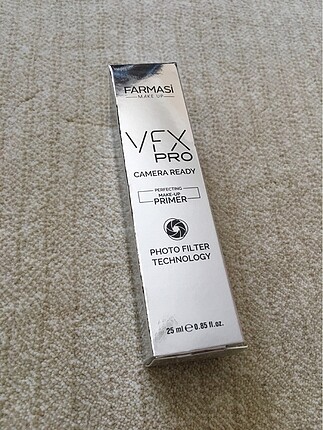 FARMASİ
MAKE UP
VFX
PRO
CAMERA READY
PERFECTING
MAKE-UP
PRIMER
PHOTO FILTER
TECHNOLOGY
25 ml ℮ 0.85 fl.oz.